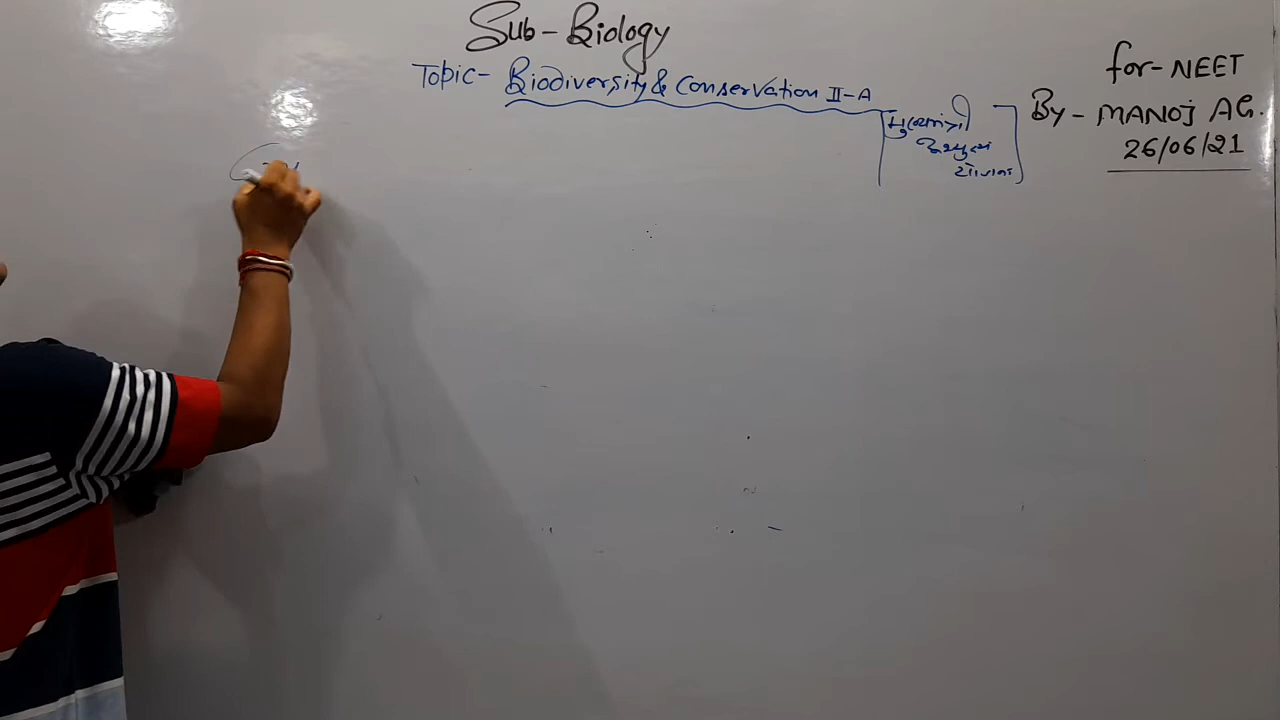 Sub - Biology
Topic - Biodiversity & Conservation II-A
for - NEET
By - MANOJ AG.
26/06/21